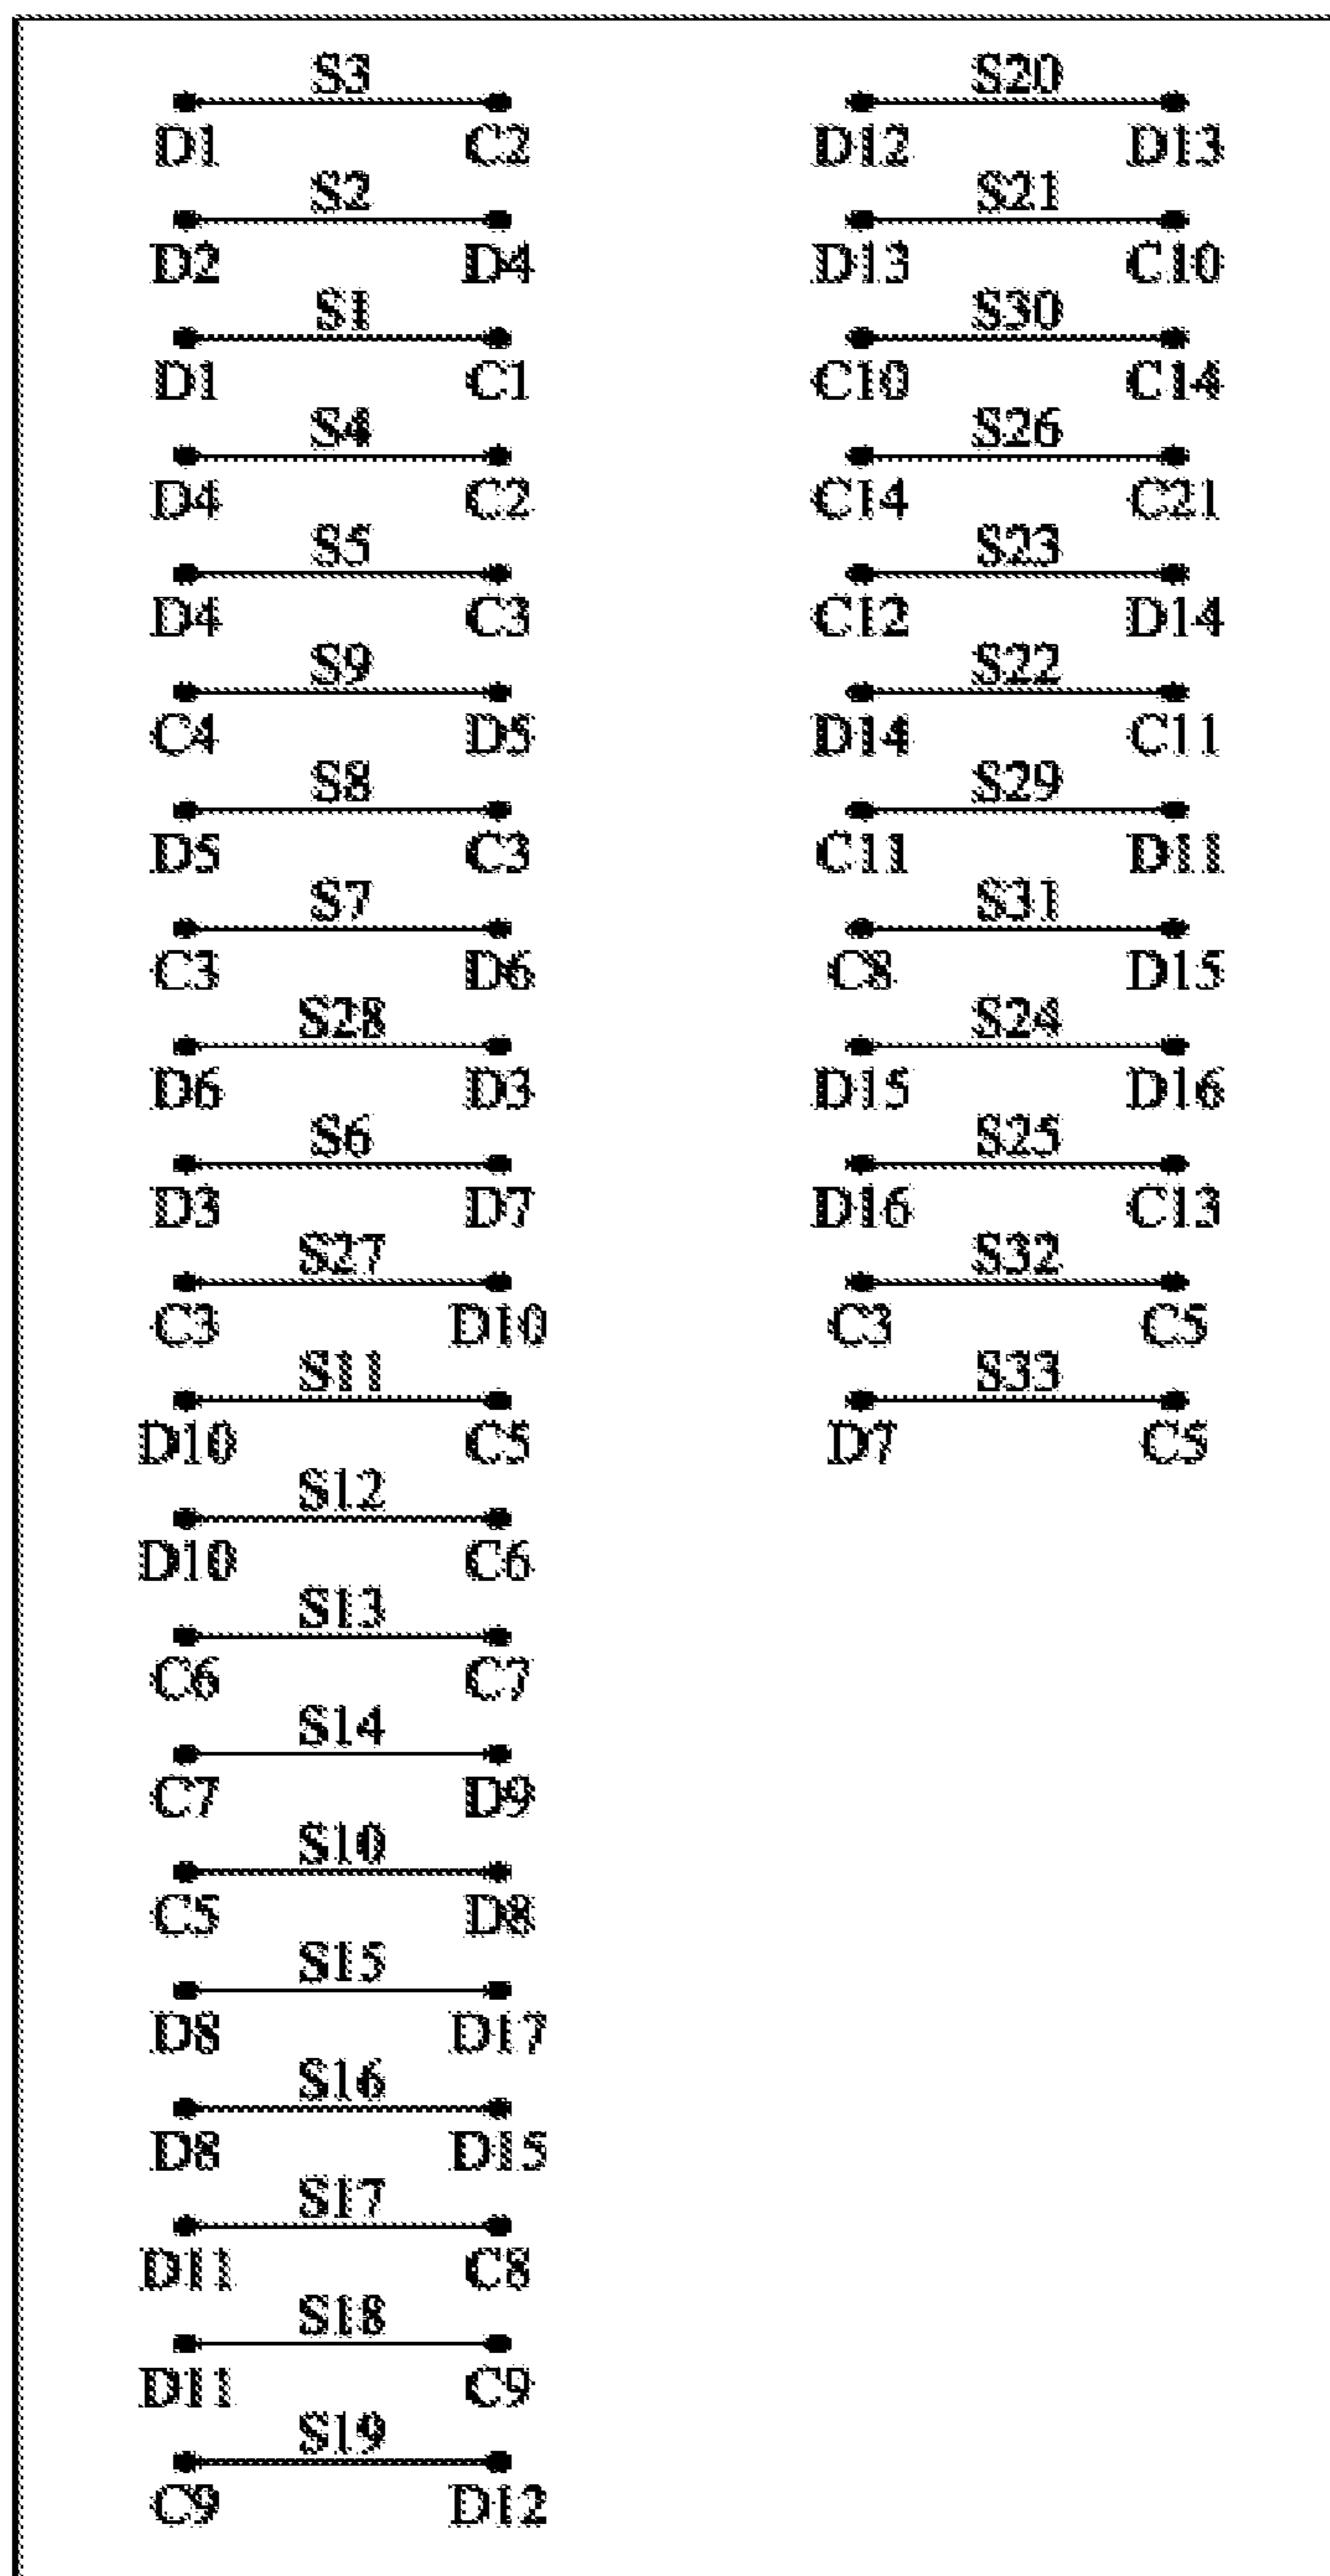 S3
D1 C2
S2
D2 D4
S1
D1 C1
S4
D4 C2
S5
D4 C3
S9
C4 D5
S8
D5 C3
S7
C3 D6
S28
D6 D3
S6
D3 D7
S27
C3 D10
S11
D10 C5
S12
D10 C6
S13
C6 C7
S14
C7 D9
S10
C5 D8
S15
D8 D17
S16
D8 D15
S17
D11 C8
S18
D11 C9
S19
C9 D12
S20
D12 D13
S21
D13 C10
S30
C10 C14
S26
C14 C21
S23
C12 D14
S22
D14 C11
S29
C11 D11
S31
C8 D15
S24
D15 D16
S25
D16 C13
S32
C3 C5
S33
D7 C5